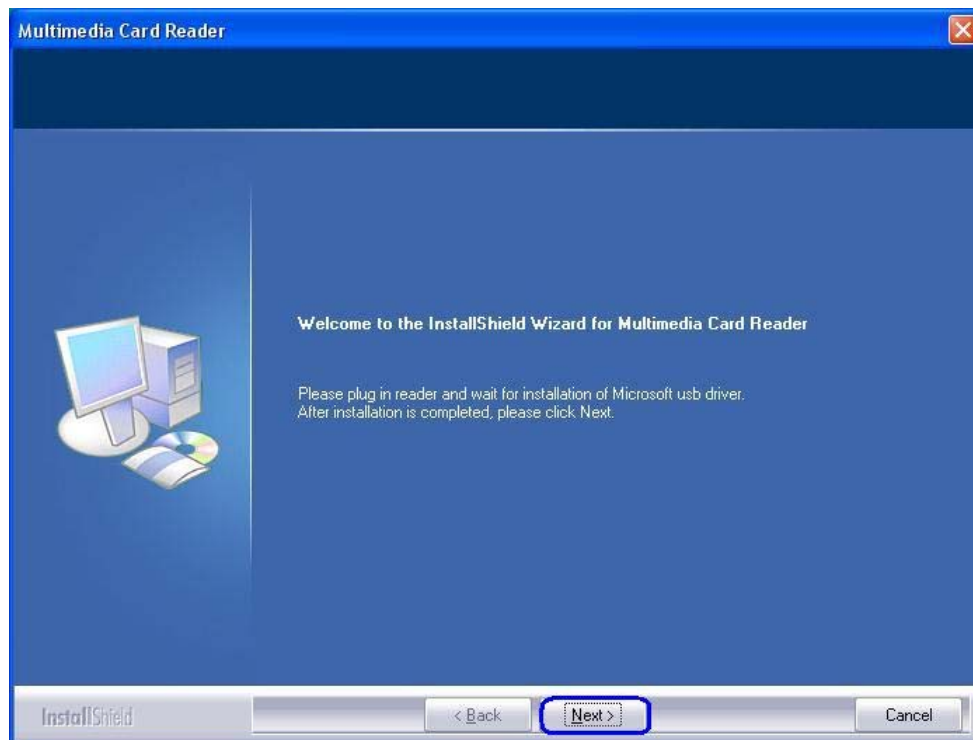 Multimedia Card Reader
Welcome to the InstallShield Wizard for Multimedia Card Reader
Please plug in reader and wait for installation of Microsoft usb driver.
After installation is completed, please click Next.
InstallShield
< Back
Next >
Cancel